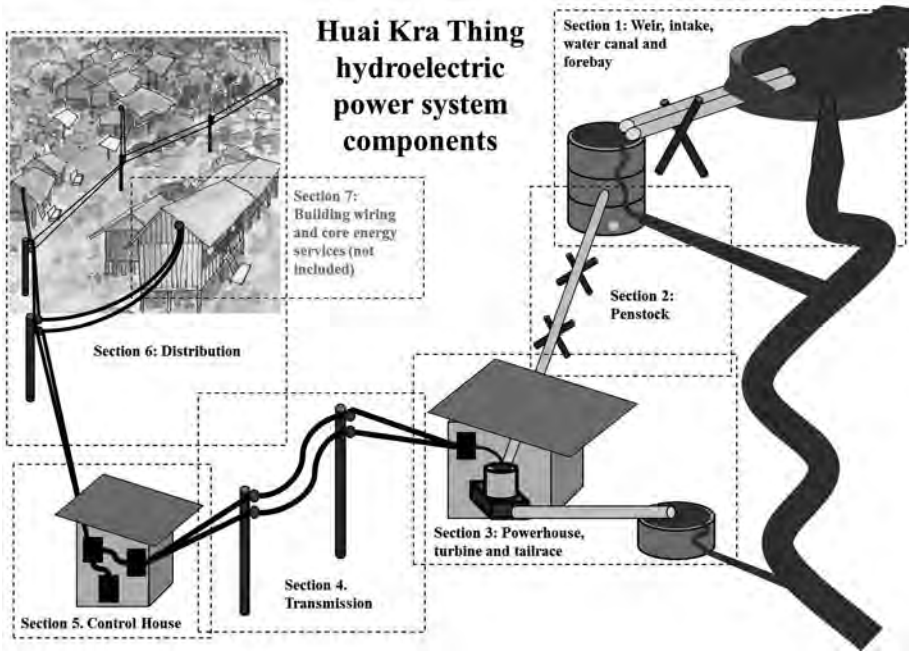 Huai Kra Thing
hydroelectric
power system
components
Section 1: Weir, intake,
water canal and
forebay
Section 7:
Building wiring
and core energy
services (not
included)
Section 2:
Penstock
Section 6: Distribution
Section 3: Powerhouse,
turbine and tailrace
Section 4.
Transmission
Section 5. Control House